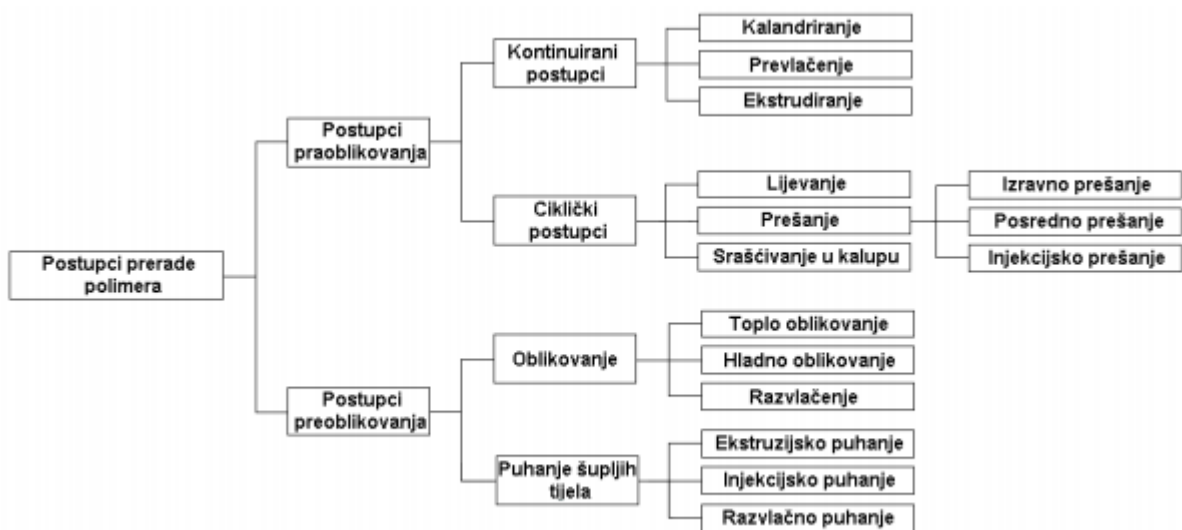 Postupci prerade
polimera
Postupci
praoblikovanja
Kontinuirani
postupci
Kalandriranje
Prevlačenje
Ekstrudiranje
Ciklički
postupci
Lijevanje
Prešanje
Srašćivanje u kalupu
Izravno prešanje
Posredno prešanje
Injekcijsko prešanje
Postupci
preoblikovanja
Oblikovanje
Toplo oblikovanje
Hladno oblikovanje
Razvlačenje
Puhanje šupljih
tijela
Ekstruzijsko puhanje
Injekcijsko puhanje
Razvlačno puhanje